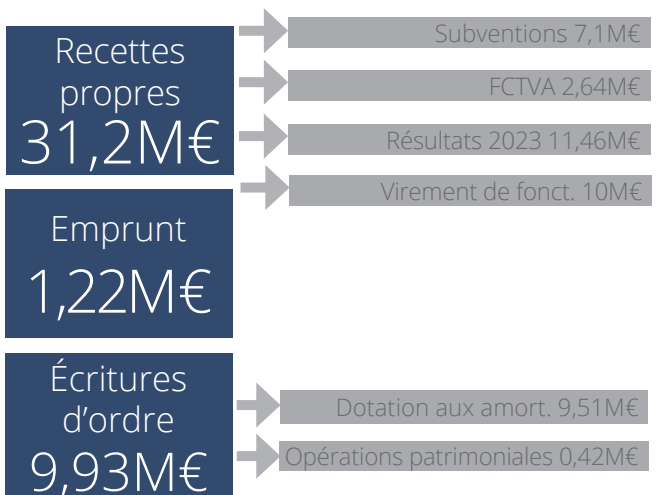 Recettes
propres
31,2M€
Subventions 7,1M€
FCTVA 2,64M€
Résultats 2023 11,46M€
Virement de fonct. 10M€
Emprunt
1,22M€
Écritures
d’ordre
9,93M€
Dotation aux amort. 9,51M€
Opérations patrimoniales 0,42M€